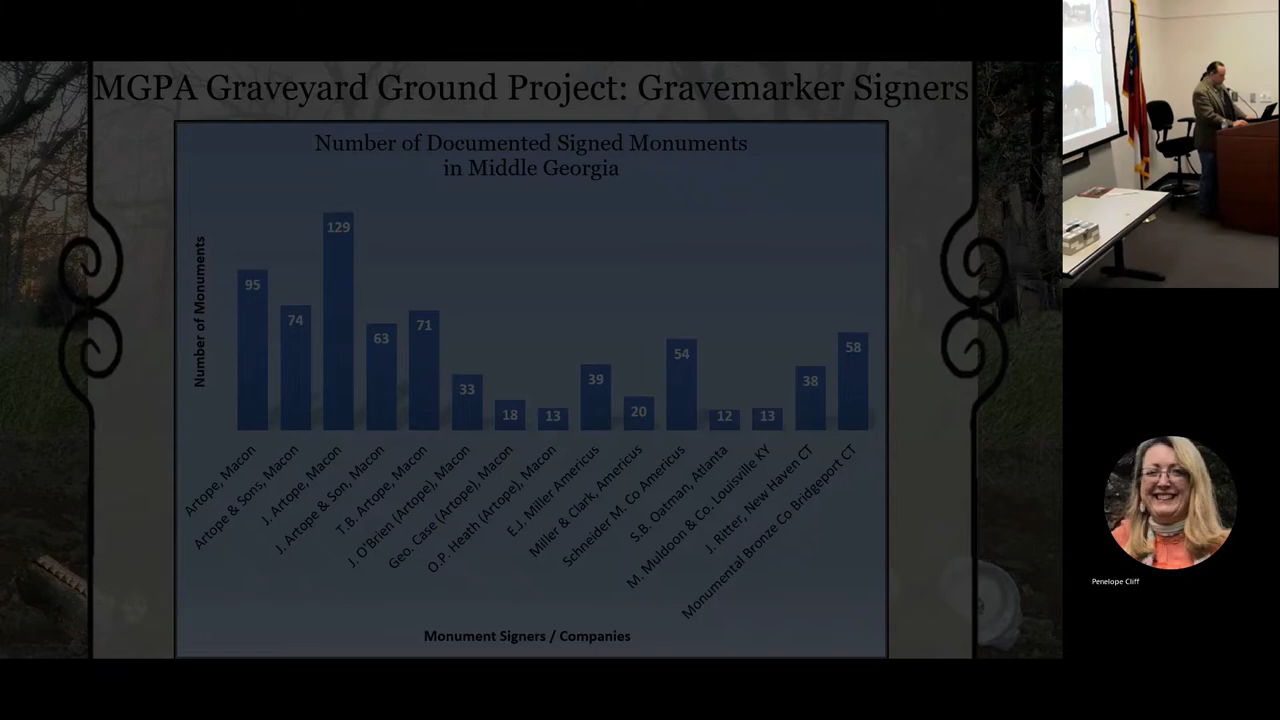 MGPA Graveyard Ground Project: Gravemarker Signers
Number of Documented Signed Monuments
in Middle Georgia
Number of Monuments
95
74
129
63
71
33
18
13
39
20
54
12
13
38
58
Artope, Macon
Artope & Sons, Macon
J. Artope, Macon
J. Artope & Son, Macon
T.B. Artope, Macon
J. O'Brien (Artope), Macon
Geo. Case (Artope), Macon
O.P. Heath (Artope), Macon
E.J. Miller Americus
Miller & Clark, Americus
Schneider M. Co Americus
S.B. Oatman, Atlanta
M. Muldoon & Co. Louisville KY
J. Ritter, New Haven CT
Monumental Bronze Co Bridgeport CT
Monument Signers / Companies
Penelope Cliff